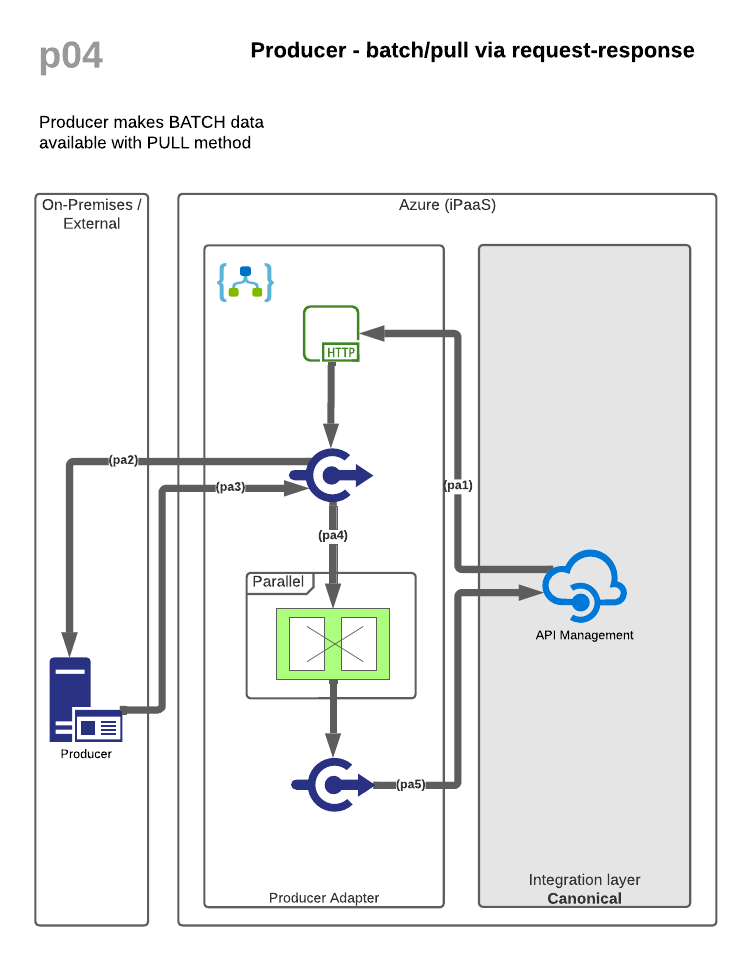 p04
Producer - batch/pull via request-response
Producer makes BATCH data
available with PULL method
On-Premises /
External
Azure (iPaaS)
HTTP
(pa2)
(pa3)
(pa1)
(pa4)
Parallel
API Management
Producer
(pa5)
Producer Adapter
Integration layer
Canonical